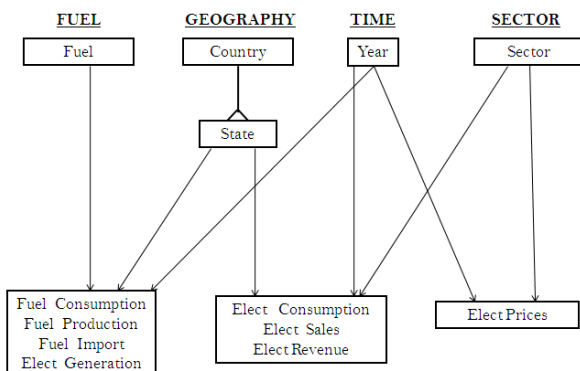 FUEL GEOGRAPHY TIME SECTOR
Fuel Country Year Sector
State
Fuel Consumption
Fuel Production
Fuel Import
Elect Generation
Elect Consumption
Elect Sales
Elect Revenue
Elect Prices